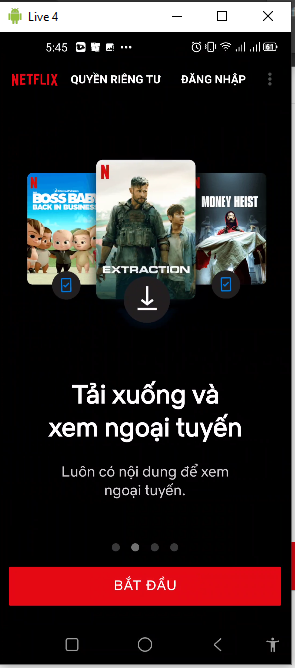 Live 4
5:45
NETFLIX QUYỀN RIÊNG TƯ ĐĂNG NHẬP
BOSS BABY
BACK IN BUSINESS
EXTRACTION
MONEY HEIST
Tải xuống và
xem ngoại tuyến
Luôn có nội dung để xem
ngoại tuyến.
BẮT ĐẦU